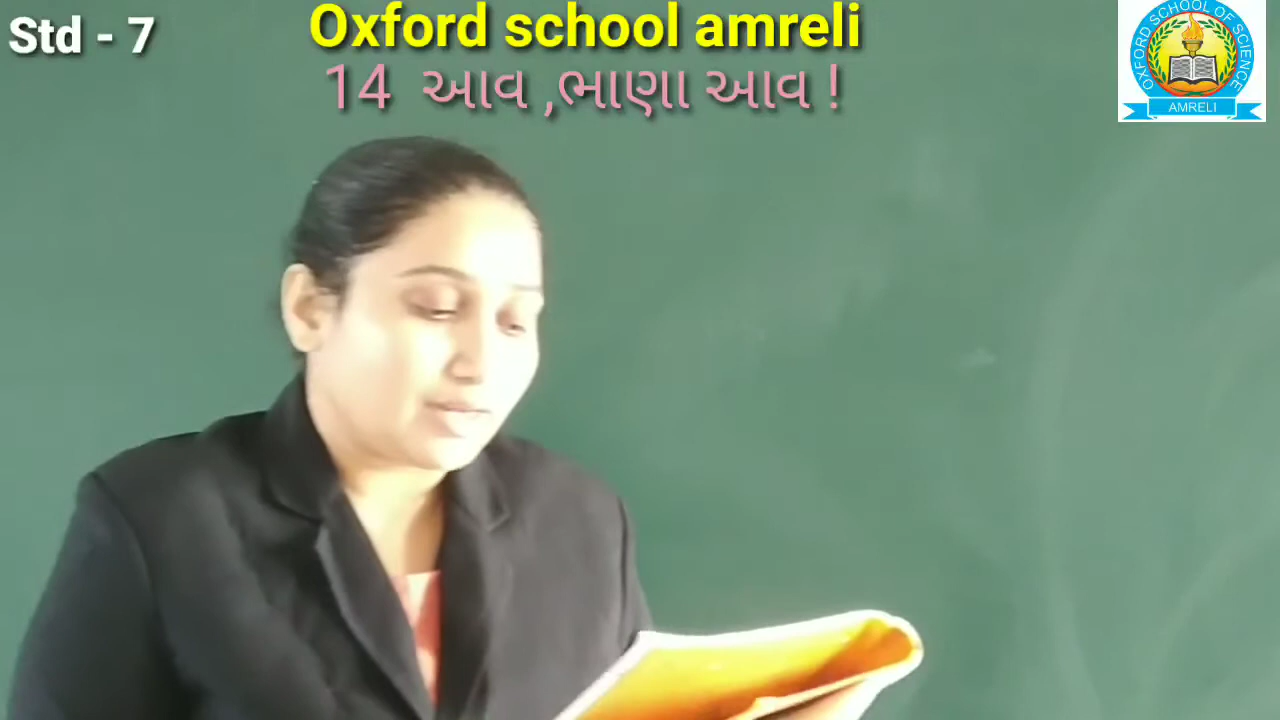 Std - 7
Oxford school amreli
14 આવ ,ભાણા આવ !
OXFORD SCHOOL OF SCIENCE
AMRELI